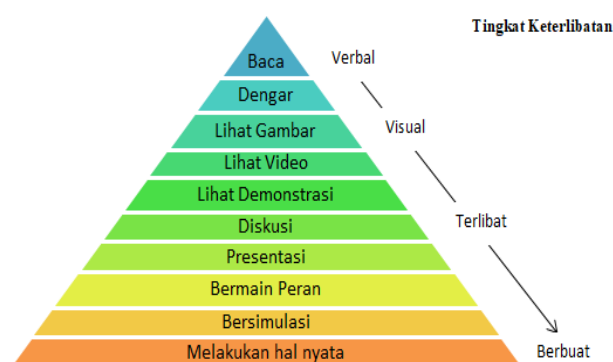 Tingkat Keterlibatan
Baca
Verbal
Dengar
Lihat Gambar
Visual
Lihat Video
Lihat Demonstrasi
Diskusi
Terlibat
Presentasi
Bermain Peran
Bersimulasi
Melakukan hal nyata
Berbuat